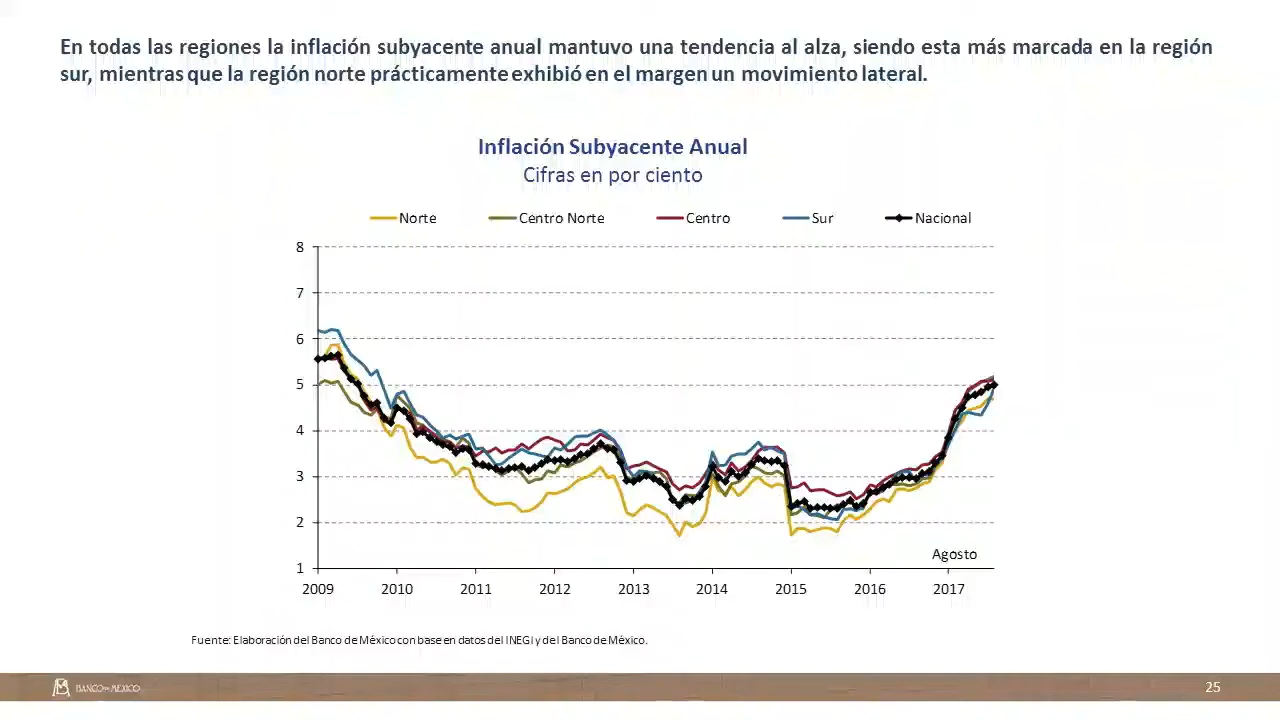 En todas las regiones la inflación subyacente anual mantuvo una tendencia al alza, siendo esta más marcada en la región
sur, mientras que la región norte prácticamente exhibió en el margen un movimiento lateral.
Inflación Subyacente Anual
Cifras en por ciento
Norte Centro Norte Centro Sur Nacional
8
7
6
5
4
3
2
1
Agosto
2009 2010 2011 2012 2013 2014 2015 2016 2017
Fuente: Elaboración del Banco de México con base en datos del INEGI y del Banco de México.
BANCO DE MÉXICO
25